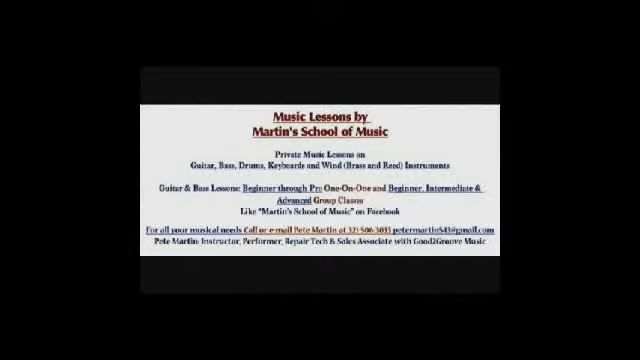 Music Lessons by
Martin's School of Music
Private Music Lessons on
Guitar, Bass, Drums, Keyboards and Wind (Brass and Reed) Instruments
Guitar & Bass Lessons: Beginner through Pro One-On-One and Beginner, Intermediate &
Advanced Group Classes
Like "Martin's School of Music" on Facebook
For all your musical needs Call or e-mail Pete Martin at 321-506-3033 petermartin543@gmail.com
Pete Martin: Instructor, Performer, Repair Tech & Sales Associate with Good2Groove Music